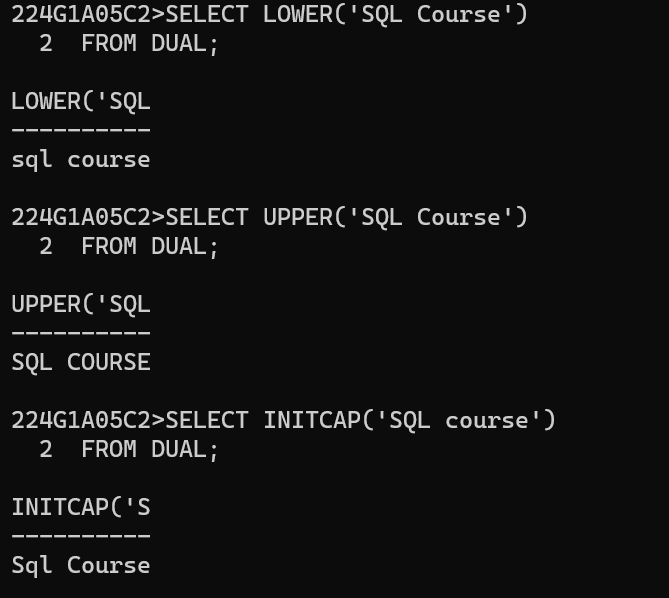 224G1A05C2>SELECT LOWER('SQL Course')
  2  FROM DUAL;
LOWER('SQL
----------
sql course
224G1A05C2>SELECT UPPER('SQL Course')
  2  FROM DUAL;
UPPER('SQL
----------
SQL COURSE
224G1A05C2>SELECT INITCAP('SQL course')
  2  FROM DUAL;
INITCAP('S
----------
Sql Course